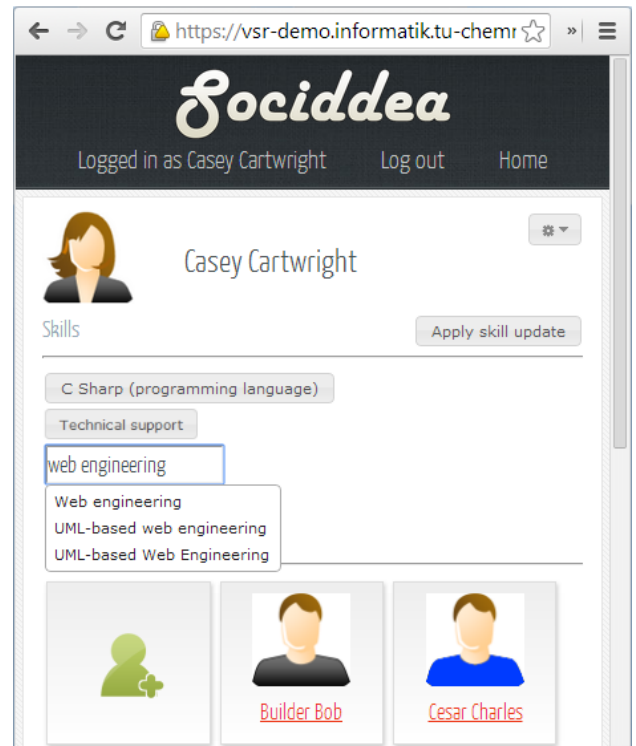 https://vsr-demo.informatik.tu-chemn
»
Sociddea
Logged in as Casey Cartwright Log out Home
Casey Cartwright
Skills Apply skill update
C Sharp (programming language)
Technical support
web engineering
Web engineering
UML-based web engineering
UML-based Web Engineering
Builder Bob Cesar Charles